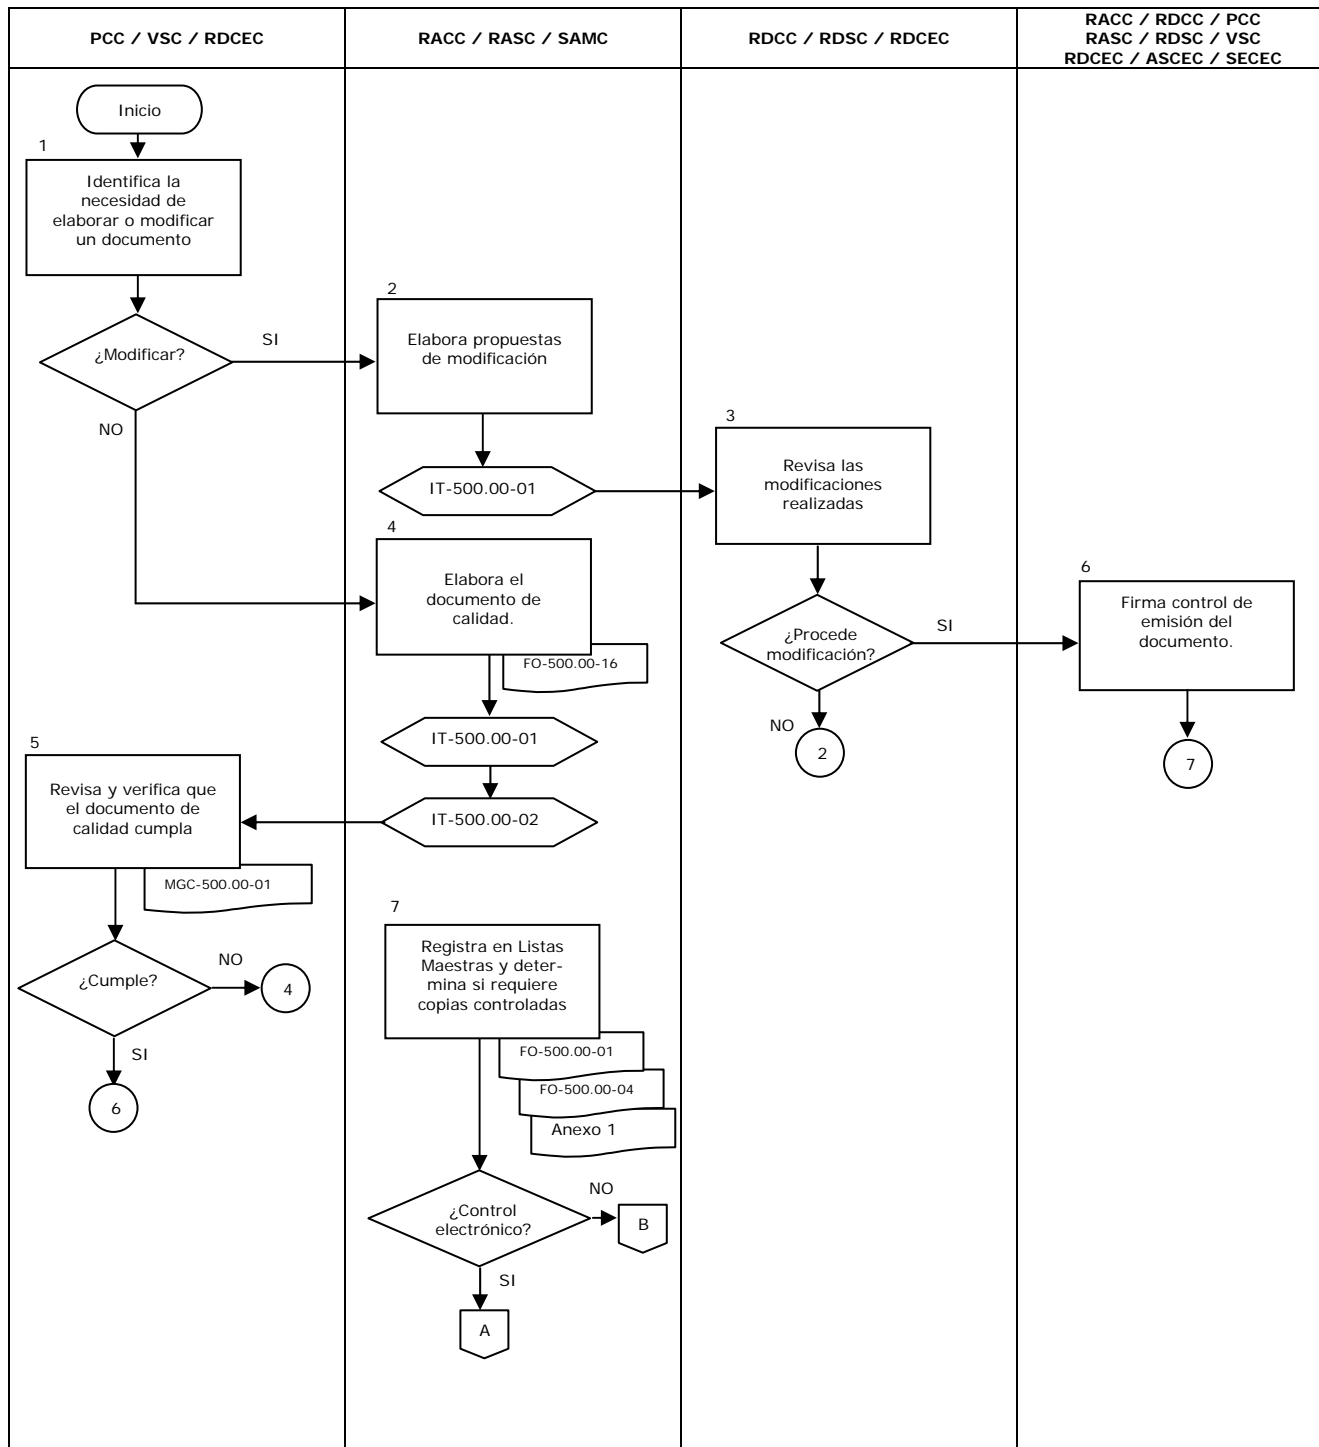 PCC / VSC / RDCEC
RACC / RASC / SAMC
RDCC / RDSC / RDCEC
RACC / RDCC / PCC
RASC / RDSC / VSC
RDCEC / ASCEC / SECEC
Inicio
1
Identifica la
necesidad de
elaborar o modificar
un documento
¿Modificar?
SI
NO
2
Elabora propuestas
de modificación
IT-500.00-01
3
Revisa las
modificaciones
realizadas
¿Procede
modificación?
SI
NO
2
4
Elabora el
documento de
calidad.
FO-500.00-16
IT-500.00-01
IT-500.00-02
5
Revisa y verifica que
el documento de
calidad cumpla
MGC-500.00-01
¿Cumple?
NO
4
SI
6
6
Firma control de
emisión del
documento.
7
7
Registra en Listas
Maestras y deter-
mina si requiere
copias controladas
FO-500.00-01
FO-500.00-04
Anexo 1
¿Control
electrónico?
NO
B
SI
A